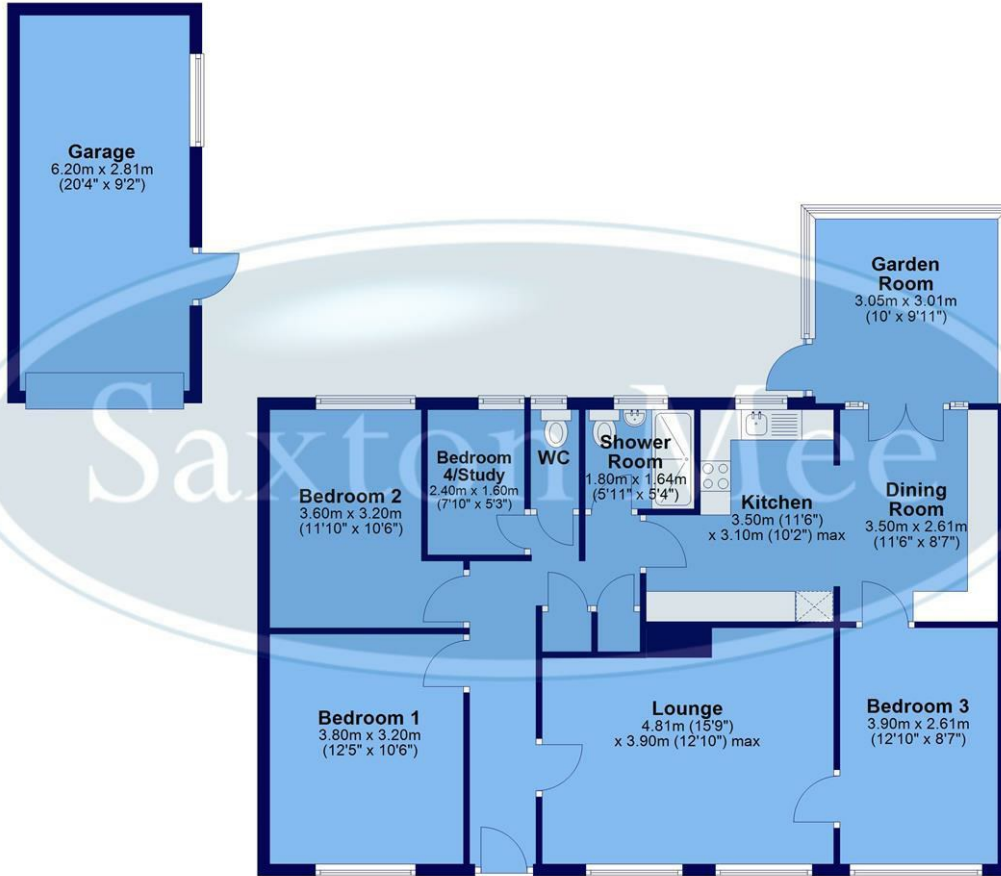 Garage
6.20m x 2.81m
(20'4" x 9'2")
Garden
Room
3.05m x 3.01m
(10' x 9'11")
Saxton Mee
Bedroom 2
3.60m x 3.20m
(11'10" x 10'6")
Bedroom
4/Study
2.40m x 1.60m
(7'10" x 5'3")
WC
Shower
Room
1.80m x 1.64m
(5'11" x 5'4")
Kitchen
3.50m (11'6")
x 3.10m (10'2") max
Dining
Room
3.50m x 2.61m
(11'6" x 8'7")
Bedroom 1
3.80m x 3.20m
(12'5" x 10'6")
Lounge
4.81m (15'9")
x 3.90m (12'10") max
Bedroom 3
3.90m x 2.61m
(12'10" x 8'7")